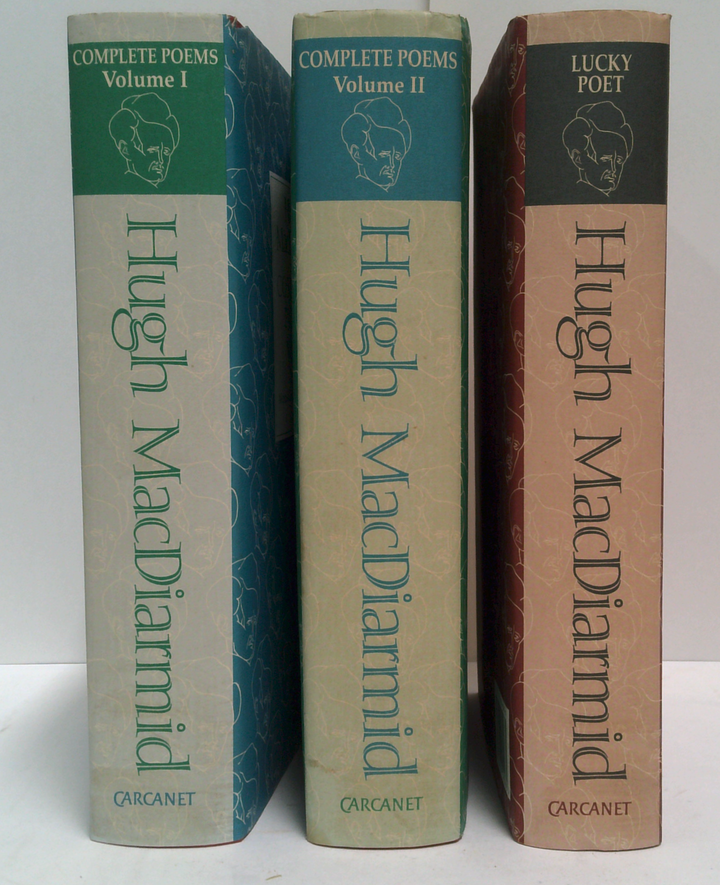 COMPLETE POEMS
Volume I
Hugh MacDiarmid
CARCANET
COMPLETE POEMS
Volume II
Hugh MacDiarmid
CARCANET
LUCKY
POET
Hugh MacDiarmid
CARCANET